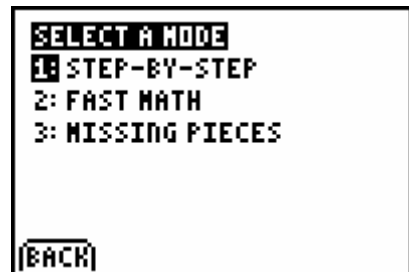 SELECT A MODE
1: STEP-BY-STEP
2: FAST MATH
3: MISSING PIECES
BACK